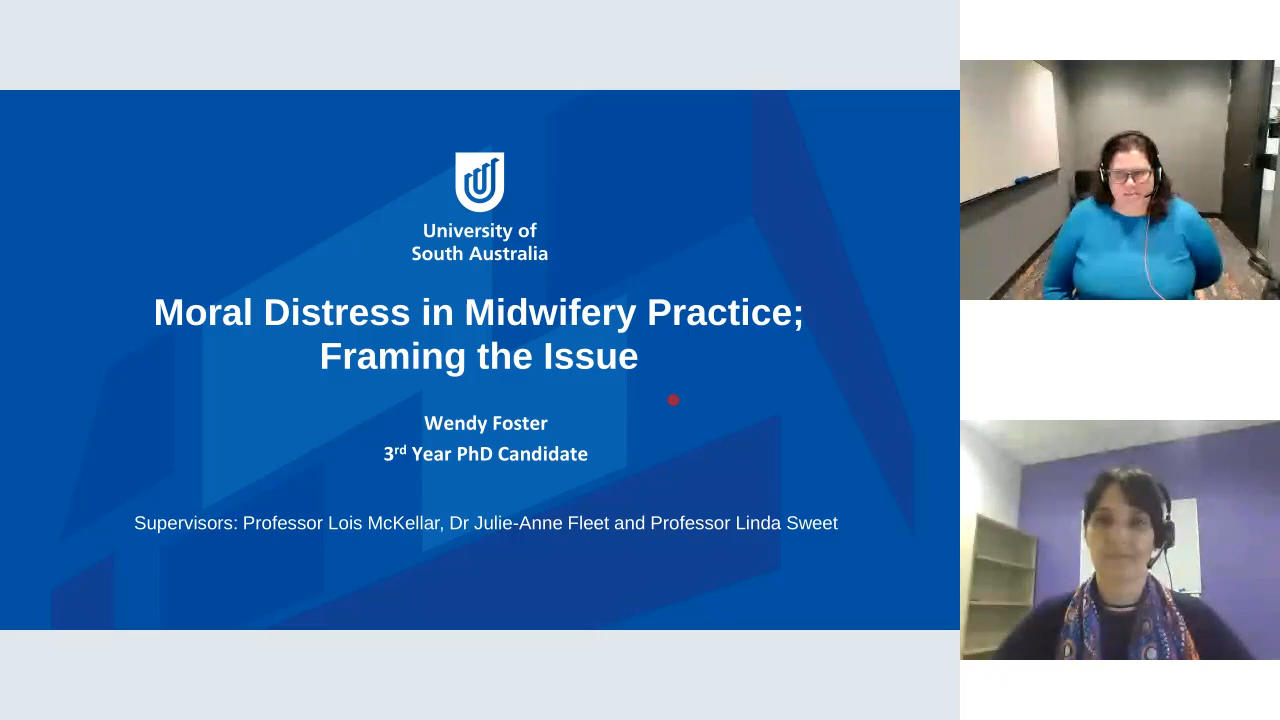 University of
South Australia
Moral Distress in Midwifery Practice;
Framing the Issue
Wendy Foster
3rd Year PhD Candidate
Supervisors: Professor Lois McKellar, Dr Julie-Anne Fleet and Professor Linda Sweet